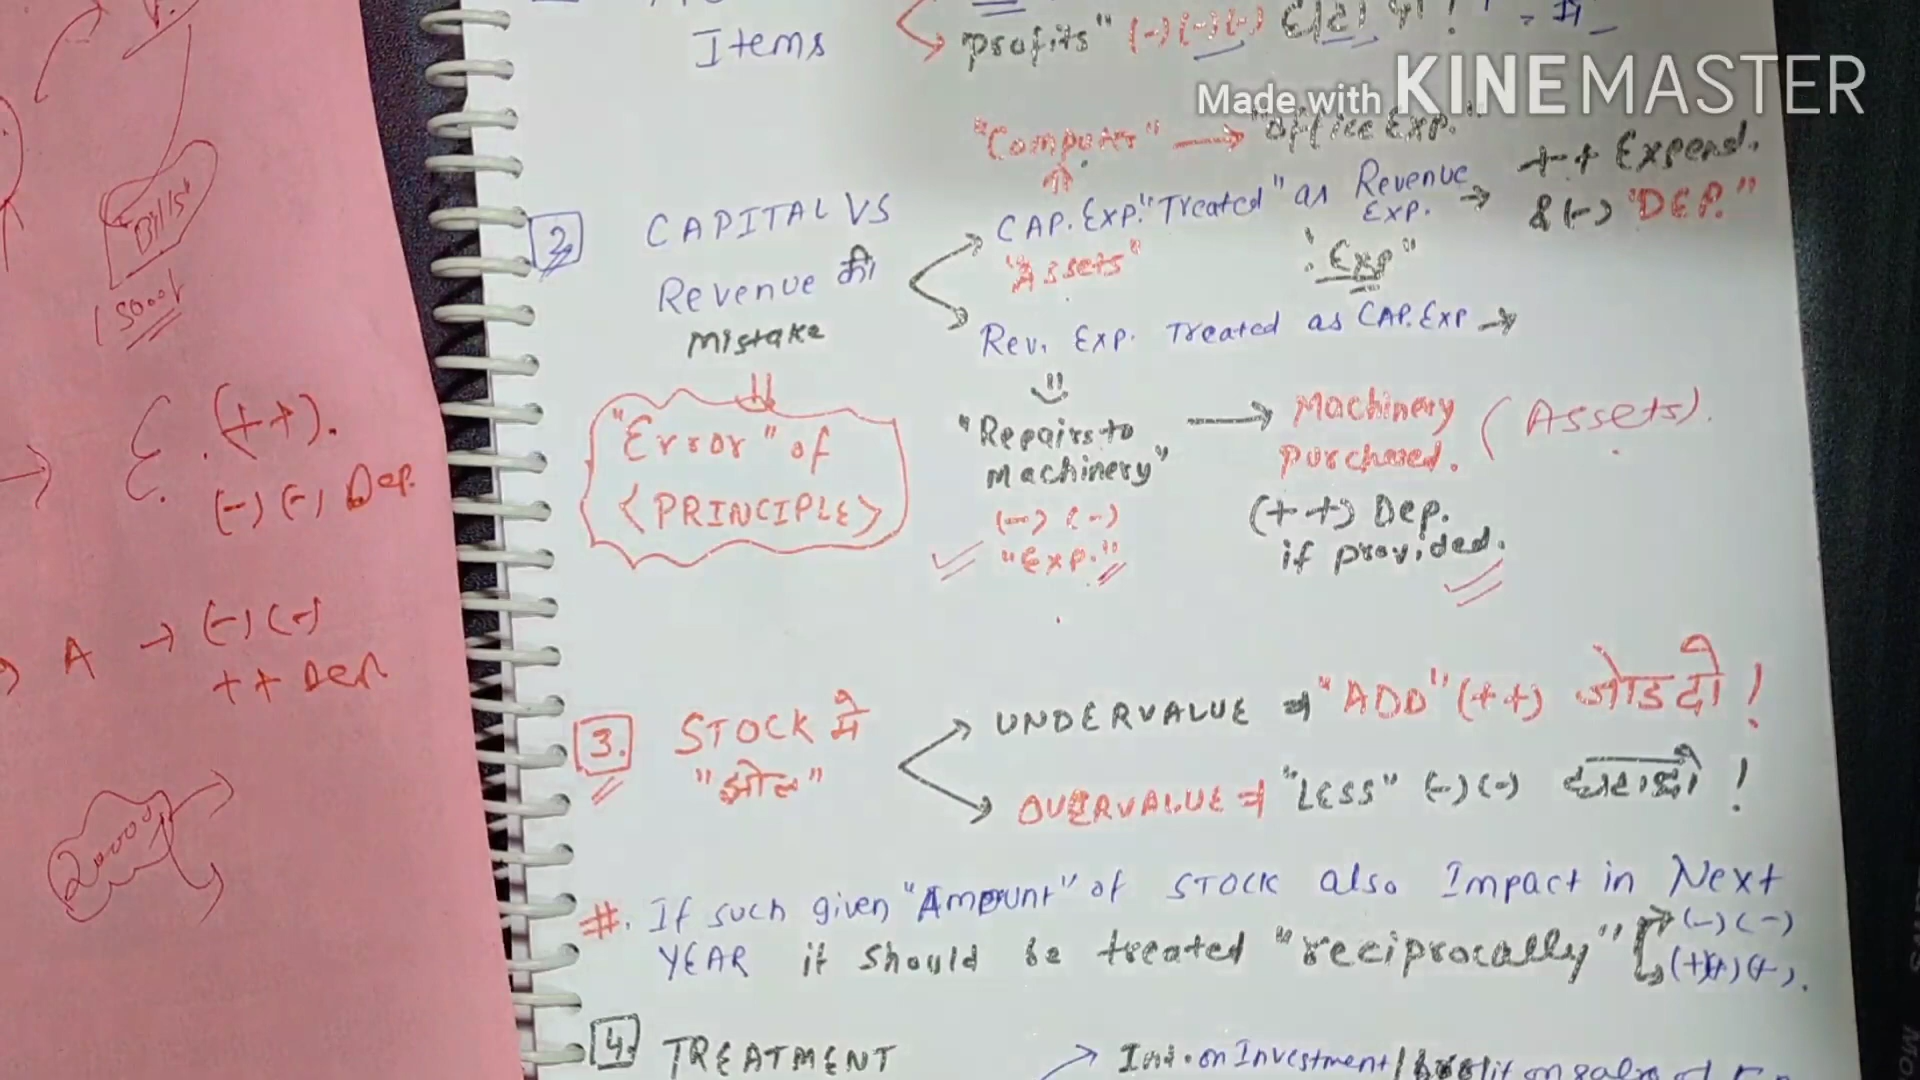 Items
profits" (-)(-)(-)
Made with KINEMASTER
"Computer" → "Office Exp."
++ Expend.
& (-) "DEP."
2. CAPITAL VS
Revenue की
Mistake
CAP. EXP. "Treated" as Revenue
EXP. →
"Assets"
"Exp"
Rev. Exp. Treated as CAP. EXP →
"Error" of
<PRINCIPLE>
"Repairs to
Machinery"
(-) (-)
"Exp."
→ Machinery
purchased. (Assets).
(++) Dep.
if provided.
3. STOCK मे
"झोल"
UNDERVALUE ⇒ "ADD" (++) जोड दो !
OVERVALUE ⇒ "LESS" (-)(-) घटा दो !
#. If such given "Amount" of STOCK also Impact in Next
YEAR it should be treated "reciprocally"
(-)(-)
4. TREATMENT
→ Int. on Investment/
Bills
→ E. (++).
(-) (-) Dep.
A → (-) (-)
++ Dep.
20000